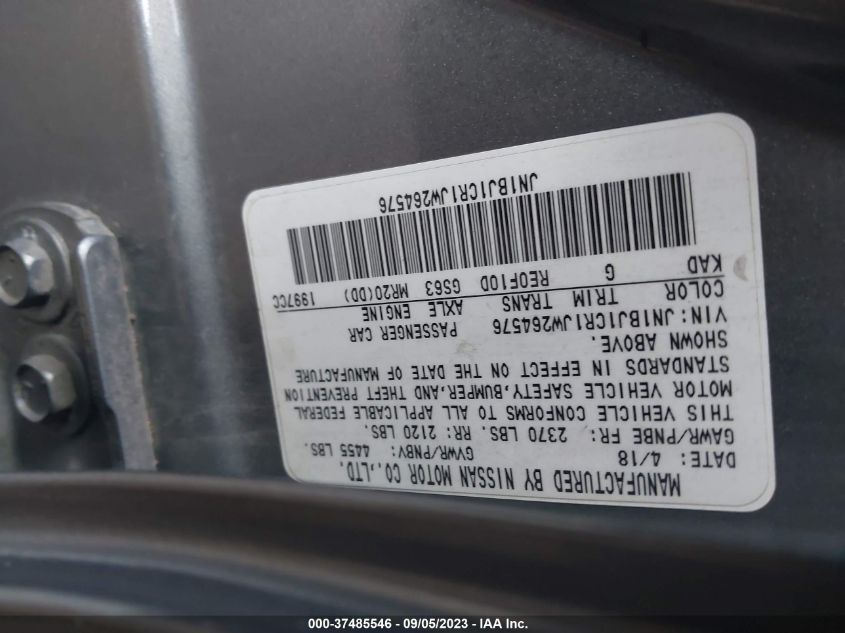 MANUFACTURED BY NISSAN MOTOR CO.,LTD.
DATE: 4/18 GVWR/PNBV: 4455 LBS.
GAWR/PNBE FR: 2370 LBS. RR: 2120 LBS.
THIS VEHICLE CONFORMS TO ALL APPLICABLE FEDERAL
MOTOR VEHICLE SAFETY,BUMPER,AND THEFT PREVENTION
STANDARDS IN EFFECT ON THE DATE OF MANUFACTURE
SHOWN ABOVE.
VIN:JN1BJ1CR1JW264576 PASSENGER CAR
COLOR TRIM TRANS AXLE ENGINE
KAD G RE0F10D GS63 MR20(DD) 1997CC
JN1BJ1CR1JW264576
000-37485546 - 09/05/2023 - IAA Inc.